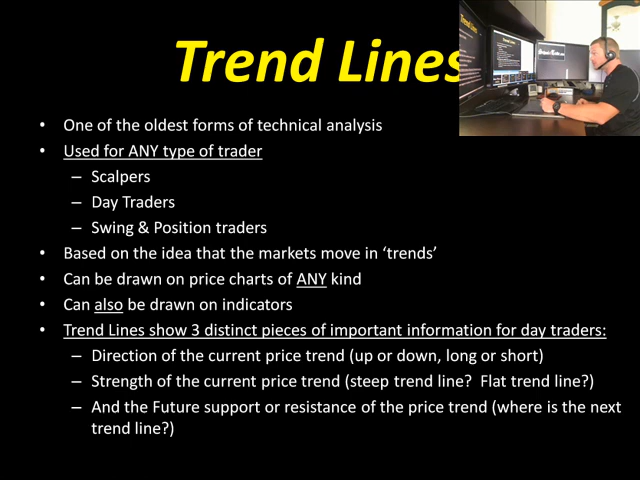 Trend Lines
• One of the oldest forms of technical analysis
• Used for ANY type of trader
– Scalpers
– Day Traders
– Swing & Position traders
• Based on the idea that the markets move in ‘trends’
• Can be drawn on price charts of ANY kind
• Can also be drawn on indicators
• Trend Lines show 3 distinct pieces of important information for day traders:
– Direction of the current price trend (up or down, long or short)
– Strength of the current price trend (steep trend line?  Flat trend line?)
– And the Future support or resistance of the price trend (where is the next
trend line?)